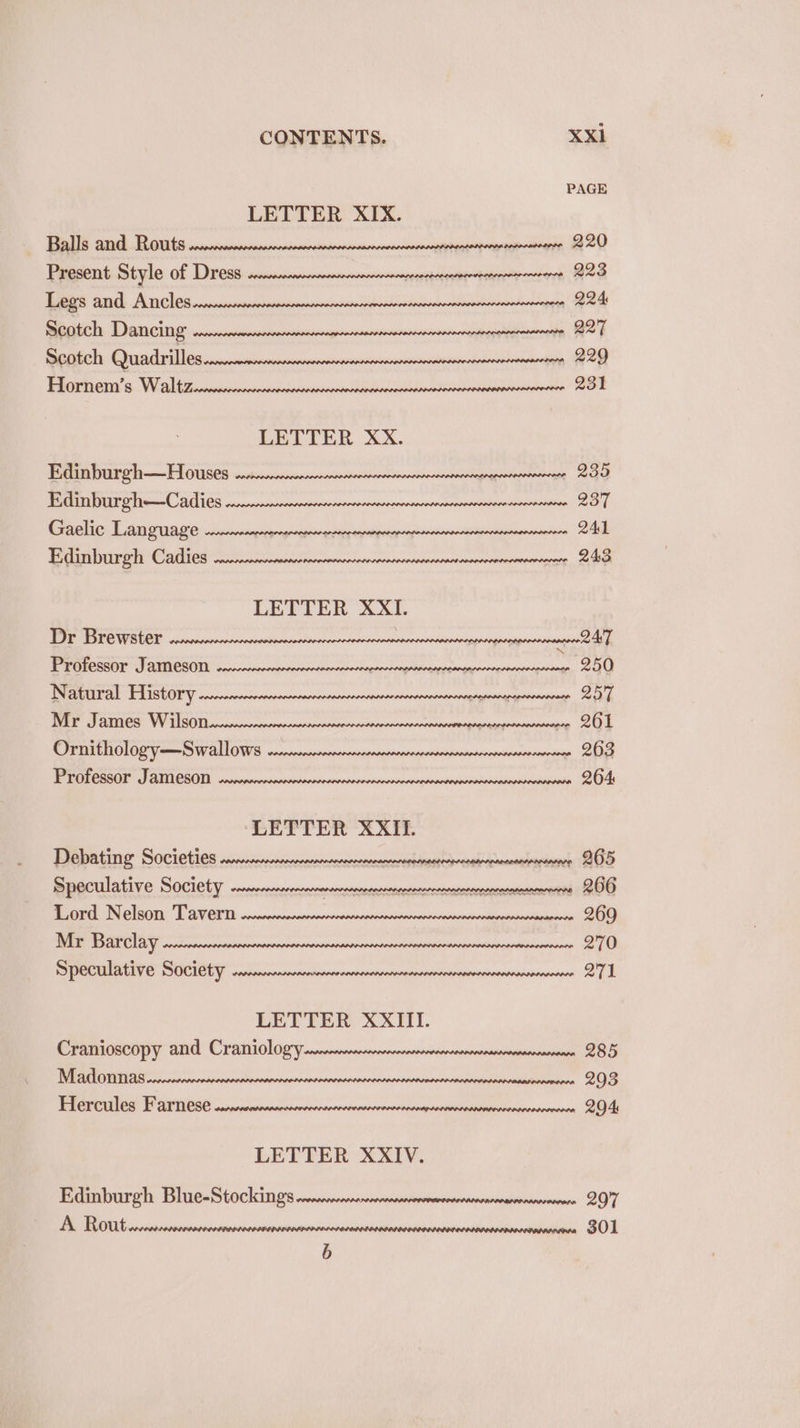 CONTENTS. xxi
PAGE
LETTER XIX.
Balls and Routs 220
Present Style of Dress 223
Legs and Ancles 224
Scotch Dancing 227
Scotch Quadrilles 229
Hornem's Waltz 231
LETTER XX.
Edinburgh—Houses 235
Edinburgh—Cadies 237
Gaelic Language 241
Edinburgh Cadies 243
LETTER XXI.
Dr Brewster 247
Professor Jameson 250
Natural History 257
Mr James Wilson 261
Ornithology—Swallows 263
Professor Jameson 264
LETTER XXII.
Debating Societies 265
Speculative Society 266
Lord Nelson Tavern 269
Mr Barclay 270
Speculative Society 271
LETTER XXIII.
Cranioscopy and Craniology 285
Madonnas 293
Hercules Farnese 294
LETTER XXIV.
Edinburgh Blue-Stockings 297
A Rout 301
b